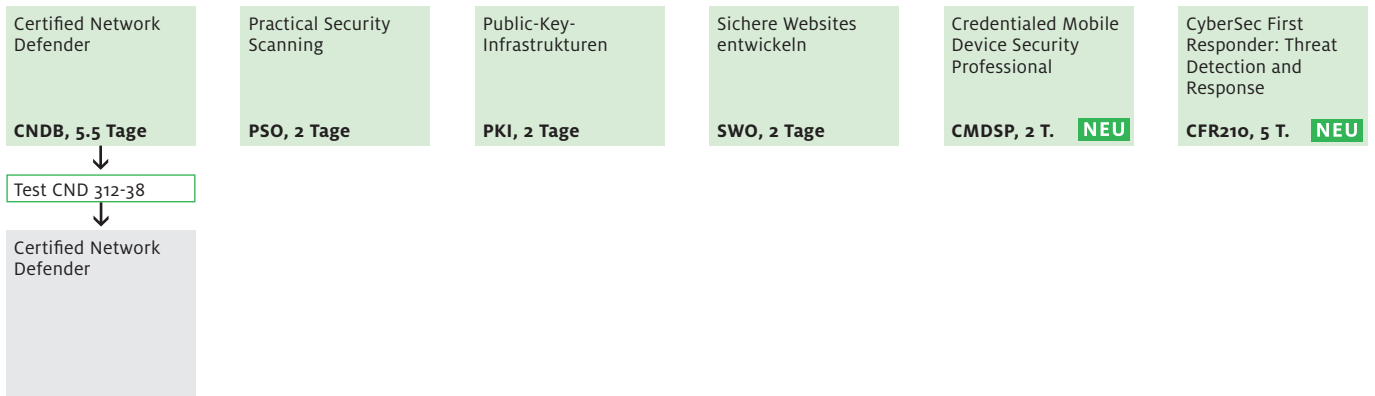 Certified Network
Defender
CNDB, 5.5 Tage
Test CND 312-38
Certified Network
Defender
Practical Security
Scanning
PSO, 2 Tage
Public-Key-
Infrastrukturen
PKI, 2 Tage
Sichere Websites
entwickeln
SWO, 2 Tage
Credentialed Mobile
Device Security
Professional
CMDSP, 2 T. NEU
CyberSec First
Responder: Threat
Detection and
Response
CFR210, 5 T. NEU